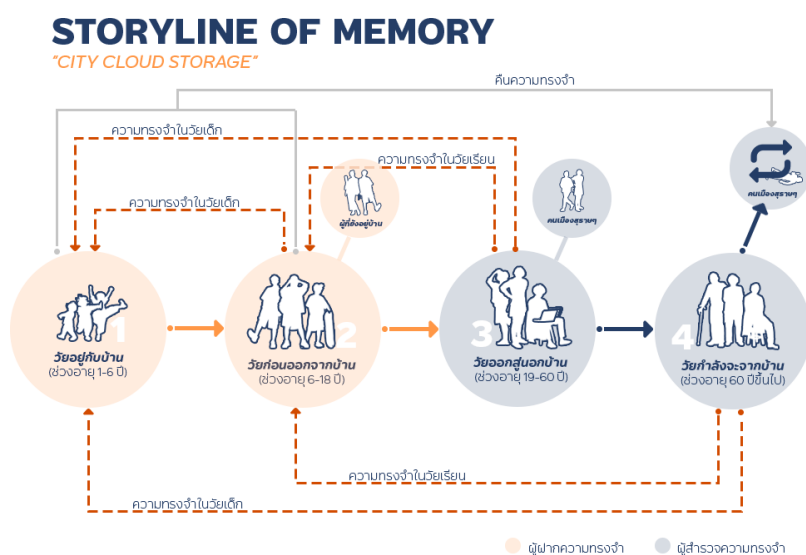 STORYLINE OF MEMORY
"CITY CLOUD STORAGE"
คืนความทรงจำ
ความทรงจำในวัยเด็ก
ความทรงจำในวัยเรียน
ความทรงจำในวัยเด็ก
ผู้ที่ยังอยู่บ้าน
คนเมืองสุรายๆ
คนเมืองสุรายๆ
1
วัยอยู่กับบ้าน
(ช่วงอายุ 1-6 ปี)
2
วัยก่อนออกจากบ้าน
(ช่วงอายุ 6-18 ปี)
3
วัยออกสู่นอกบ้าน
(ช่วงอายุ 19-60 ปี)
4
วัยกำลังจะจากบ้าน
(ช่วงอายุ 60 ปีขึ้นไป)
ความทรงจำในวัยเรียน
ความทรงจำในวัยเด็ก
ผู้ฝากความทรงจำ
ผู้สำรวจความทรงจำ